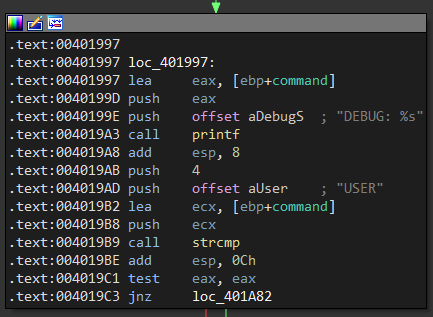 .text:00401997
.text:00401997 loc_401997:
.text:00401997 lea     eax, [ebp+command]
.text:0040199D push    eax
.text:0040199E push    offset aDebugS  ; "DEBUG: %s"
.text:004019A3 call    printf
.text:004019A8 add     esp, 8
.text:004019AB push    4
.text:004019AD push    offset aUser    ; "USER"
.text:004019B2 lea     ecx, [ebp+command]
.text:004019B8 push    ecx
.text:004019B9 call    strcmp
.text:004019BE add     esp, 0Ch
.text:004019C1 test    eax, eax
.text:004019C3 jnz     loc_401A82